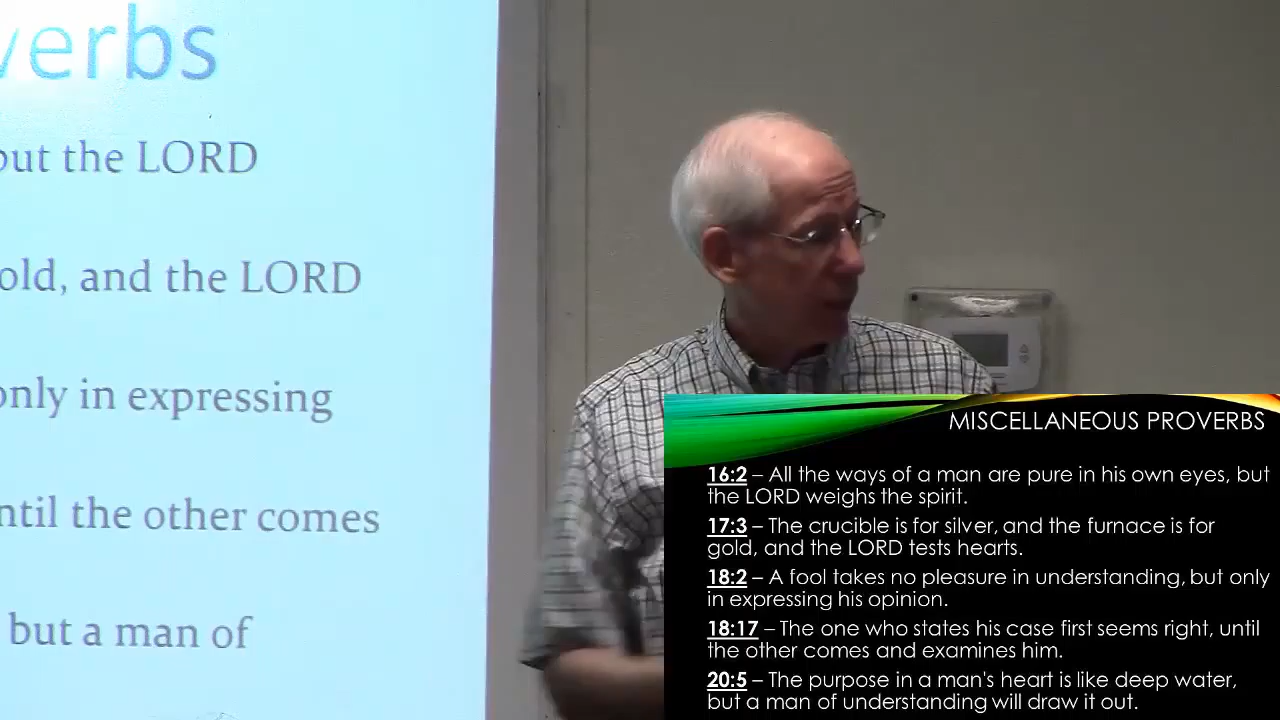 verbs
but the LORD
old, and the LORD
only in expressing
ntil the other comes
but a man of
MISCELLANEOUS PROVERBS
16:2 – All the ways of a man are pure in his own eyes, but
the LORD weighs the spirit.
17:3 – The crucible is for silver, and the furnace is for
gold, and the LORD tests hearts.
18:2 – A fool takes no pleasure in understanding, but only
in expressing his opinion.
18:17 – The one who states his case first seems right, until
the other comes and examines him.
20:5 – The purpose in a man's heart is like deep water,
but a man of understanding will draw it out.